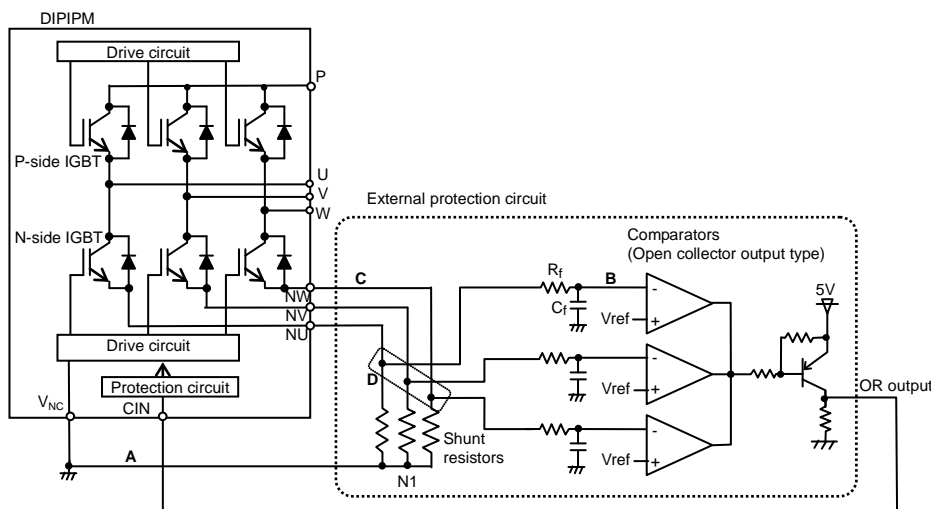 DIPIPM
Drive circuit
P
P-side IGBT
U
V
W
External protection circuit
N-side IGBT
Comparators
(Open collector output type)
NW
C
Rf
B
-
5V
NV
Cf
Vref
+
NU
Drive circuit
D
-
Protection circuit
Vref
+
OR output
VNC
CIN
-
A
Shunt
resistors
Vref
+
N1